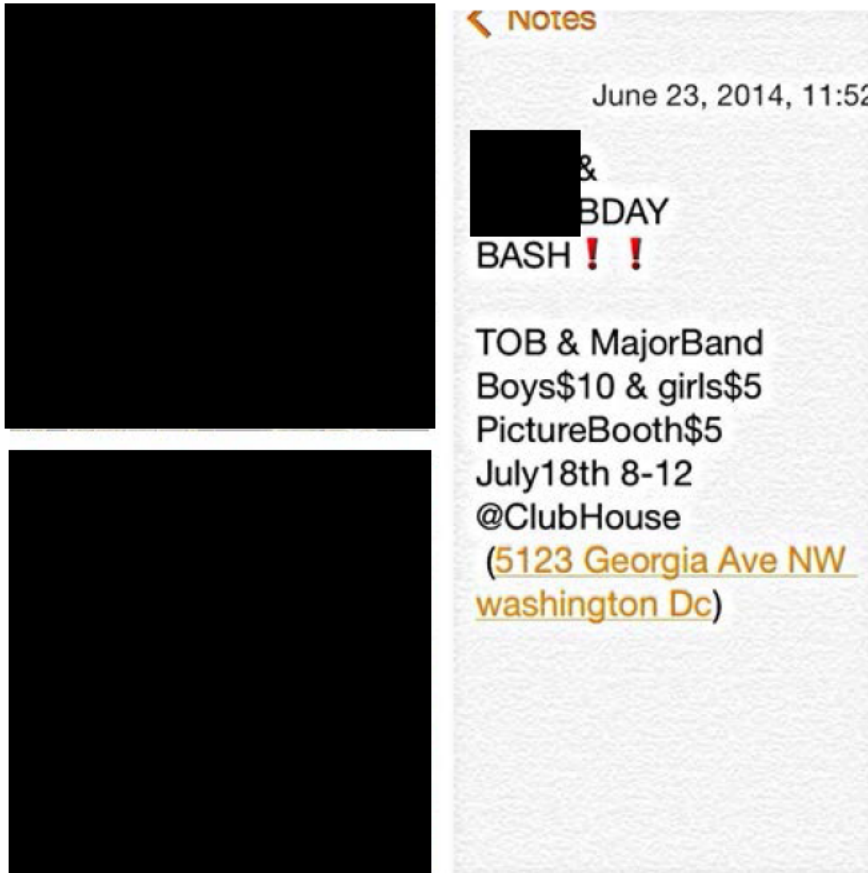 Notes
June 23, 2014, 11:52
&
BDAY
BASH❗❗
TOB & MajorBand
Boys$10 & girls$5
PictureBooth$5
July18th 8-12
@ClubHouse
(5123 Georgia Ave NW
washington Dc)